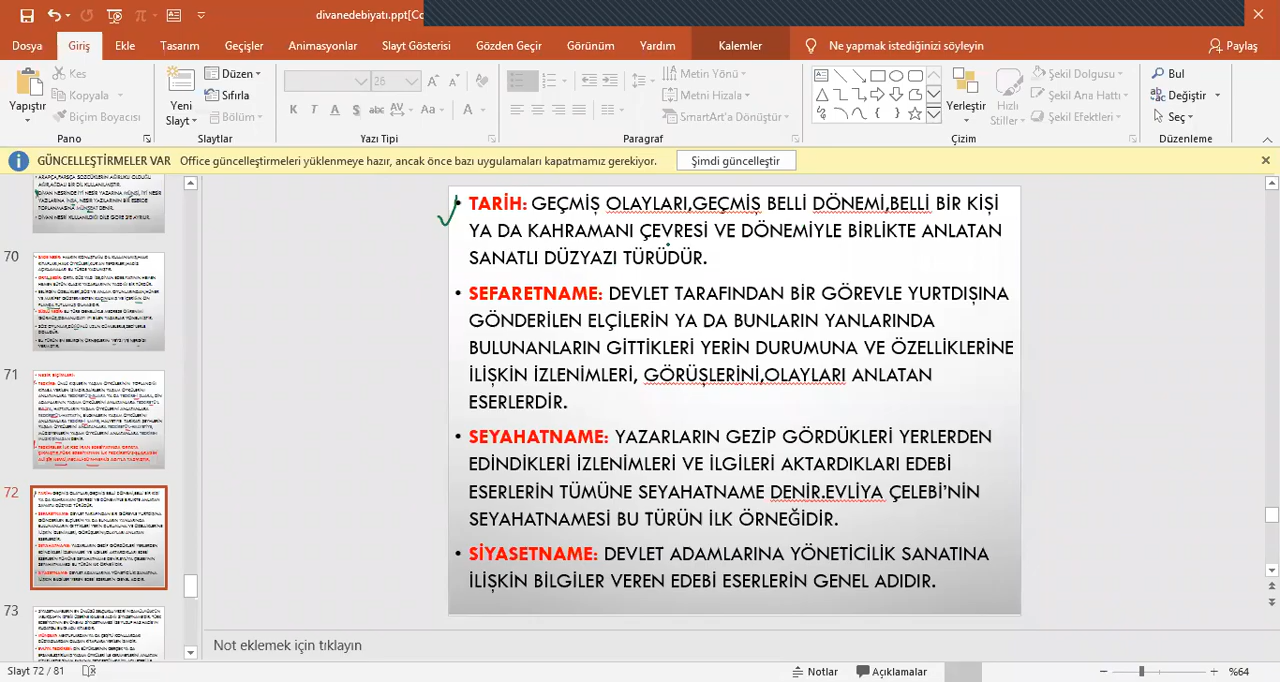 divanedebiyatı.ppt[Co
Dosya Giriş Ekle Tasarım Geçişler Animasyonlar Slayt Gösterisi Gözden Geçir Görünüm Yardım Kalemler Ne yapmak istediğinizi söyleyin Paylaş
Yapıştır
Kes
Kopyala
Biçim Boyacısı
Pano
Yeni
Slayt
Düzen
Sıfırla
Bölüm
Slaytlar
26
K T A S abc AV Aa A
Yazı Tipi
Metin Yönü
Metni Hizala
SmartArt'a Dönüştür
Paragraf
Yerleştir
Hızlı
Stiller
Şekil Dolgusu
Şekil Ana Hattı
Şekil Efektleri
Çizim
Bul
Değiştir
Seç
Düzenleme
GÜNCELLEŞTİRMELER VAR Office güncelleştirmeleri yüklenmeye hazır, ancak önce bazı uygulamaları kapatmamız gerekiyor. Şimdi güncelleştir
70
71
72
73
• TARİH: GEÇMİŞ OLAYLARI,GEÇMİŞ BELLİ DÖNEMİ,BELLİ BİR KİŞİ
YA DA KAHRAMANI ÇEVRESİ VE DÖNEMİYLE BİRLİKTE ANLATAN
SANATLI DÜZYAZI TÜRÜDÜR.
• SEFARETNAME: DEVLET TARAFINDAN BİR GÖREVLE YURTDIŞINA
GÖNDERİLEN ELÇİLERİN YA DA BUNLARIN YANLARINDA
BULUNANLARIN GİTTİKLERİ YERİN DURUMUNA VE ÖZELLİKLERİNE
İLİŞKİN İZLENİMLERİ, GÖRÜŞLERİNİ,OLAYLARI ANLATAN
ESERLERDİR.
• SEYAHATNAME: YAZARLARIN GEZİP GÖRDÜKLERİ YERLERDEN
EDİNDİKLERİ İZLENİMLERİ VE İLGİLERİ AKTARDIKLARI EDEBİ
ESERLERİN TÜMÜNE SEYAHATNAME DENİR.EVLİYA ÇELEBİ'NİN
SEYAHATNAMESİ BU TÜRÜN İLK ÖRNEĞİDİR.
• SİYASETNAME: DEVLET ADAMLARINA YÖNETİCİLİK SANATINA
İLİŞKİN BİLGİLER VEREN EDEBİ ESERLERİN GENEL ADIDIR.
Not eklemek için tıklayın
Slayt 72 / 81
Notlar Açıklamalar %64